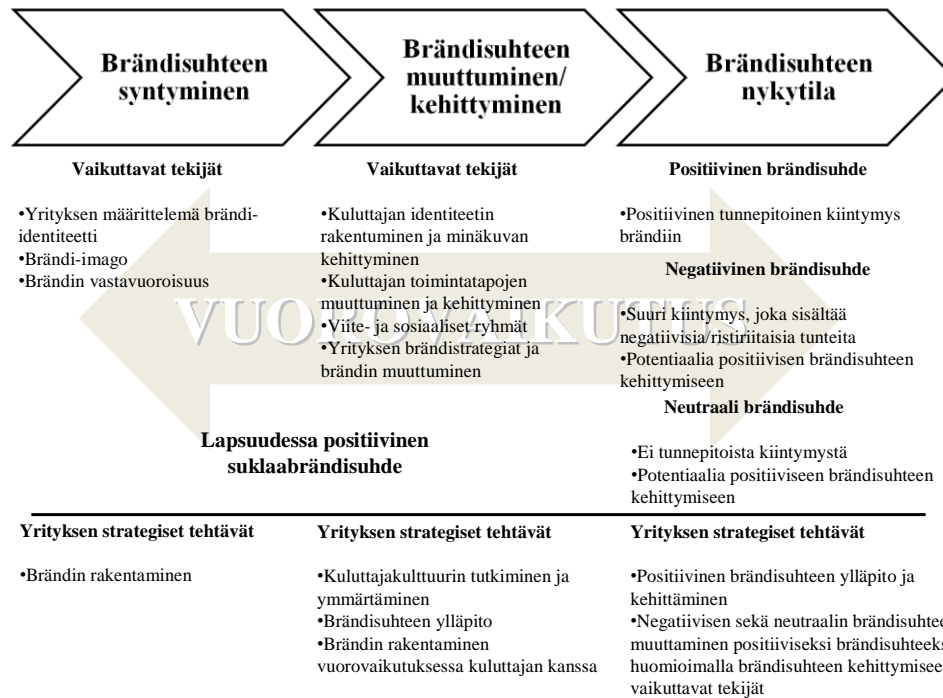 Brändisuhteen
syntyminen
Brändisuhteen
muuttuminen/
kehittyminen
Brändisuhteen
nykytila
Vaikuttavat tekijät
•Yrityksen määrittelemä brändi-
identiteetti
•Brändi-imago
•Brändin vastavuoroisuus
Vaikuttavat tekijät
•Kuluttajan identiteetin
rakentuminen ja minäkuvan
kehittyminen
•Kuluttajan toimintatapojen
muuttuminen ja kehittyminen
•Viite- ja sosiaaliset ryhmät
•Yrityksen brändistrategiat ja
brändin muuttuminen
Positiivinen brändisuhde
•Positiivinen tunnepitoinen kiintymys
brändiin
Negatiivinen brändisuhde
•Suuri kiintymys, joka sisältää
negatiivisia/ristiriitaisia tunteita
•Potentiaalia positiivisen brändisuhteen
kehittymiseen
Neutraali brändisuhde
•Ei tunnepitoista kiintymystä
•Potentiaalia positiiviseen brändisuhteen
kehittymiseen
VUOROVAIKUTUS
Lapsuudessa positiivinen
suklaabrändisuhde
Yrityksen strategiset tehtävät
•Brändin rakentaminen
Yrityksen strategiset tehtävät
•Kuluttajakulttuurin tutkiminen ja
ymmärtäminen
•Brändisuhteen ylläpito
•Brändin rakentaminen
vuorovaikutuksessa kuluttajan kanssa
Yrityksen strategiset tehtävät
•Positiivinen brändisuhteen ylläpito ja
kehittäminen
•Negatiivisen sekä neutraalin brändisuhtee
muuttaminen positiiviseksi brändisuhteek
huomioimalla brändisuhteen kehittymisee
vaikuttavat tekijät